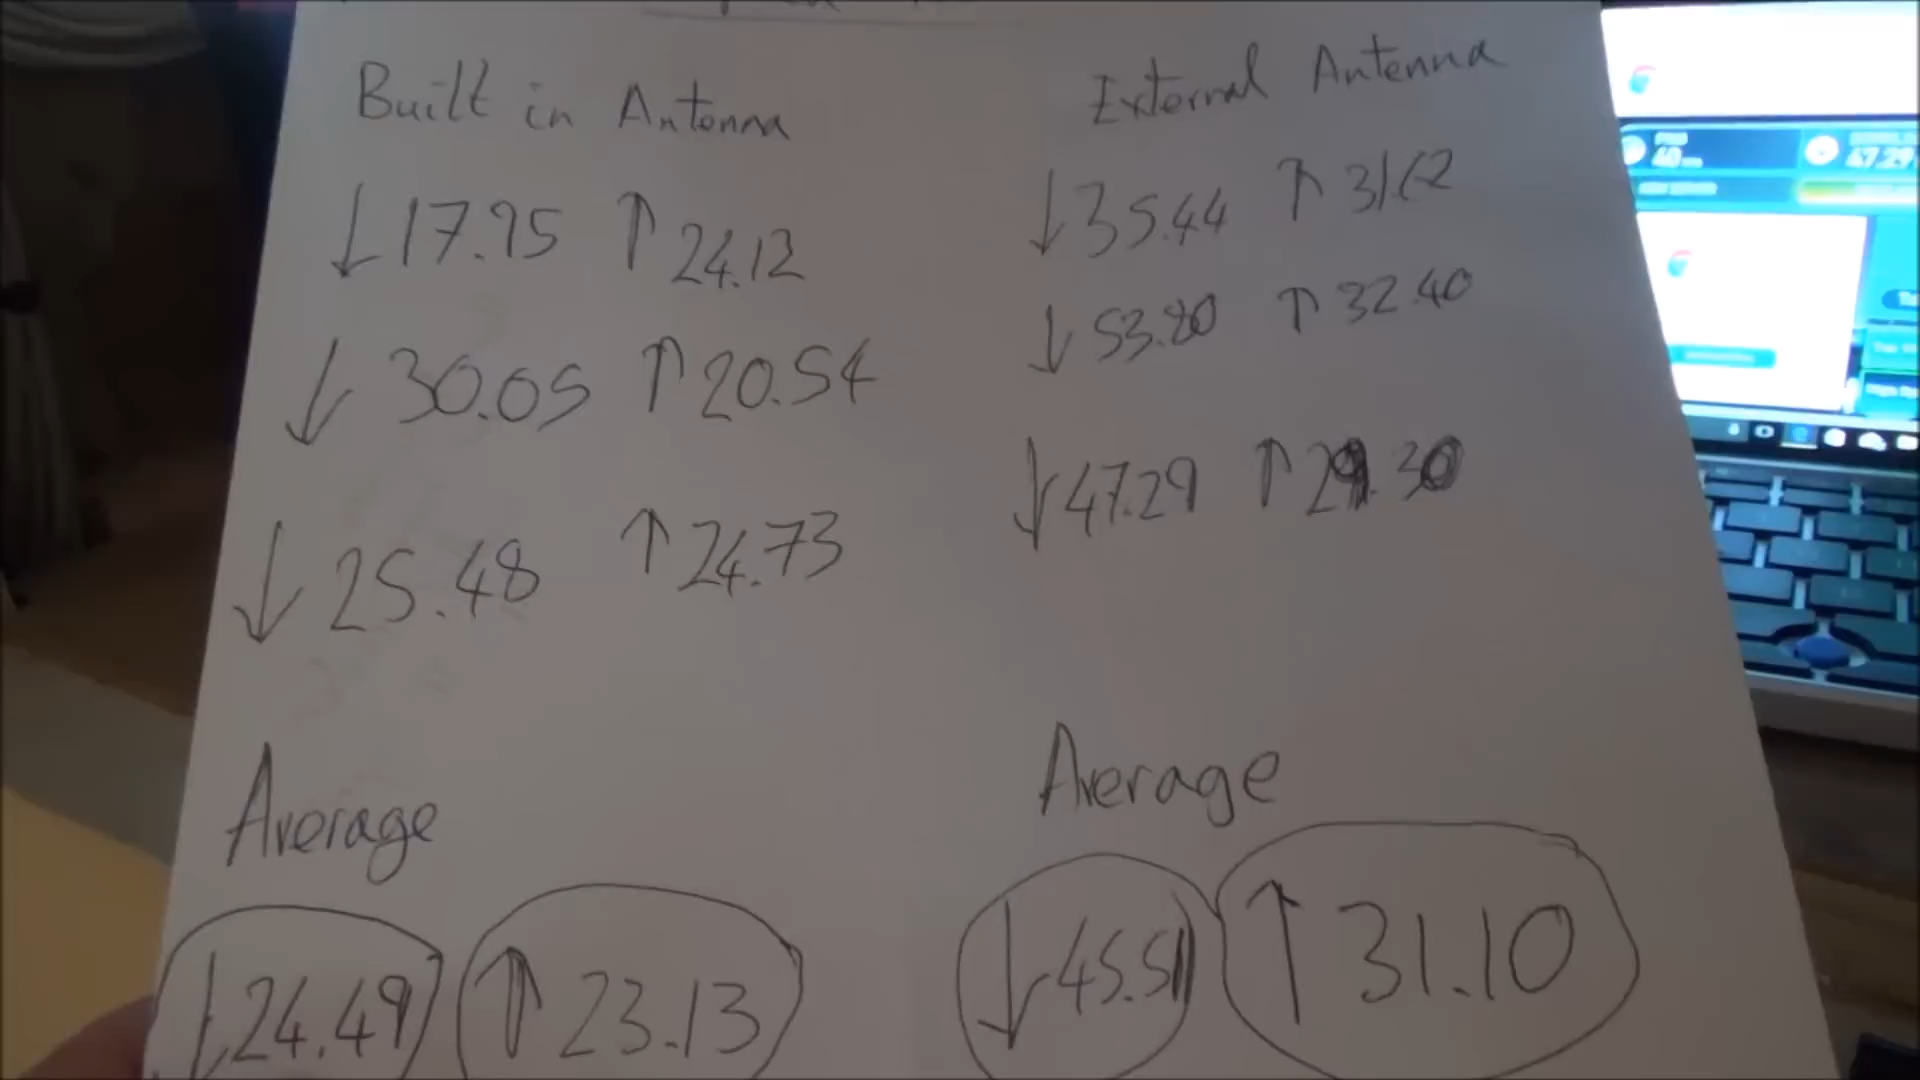 Built in Antenna
↓17.95 ↑24.12
↓30.05 ↑20.54
↓25.48 ↑24.73
Average
↓24.49 ↑23.13
External Antenna
↓35.44 ↑31.62
↓53.80 ↑32.40
↓47.29 ↑29.30
Average
↓45.51 ↑31.10
47.29